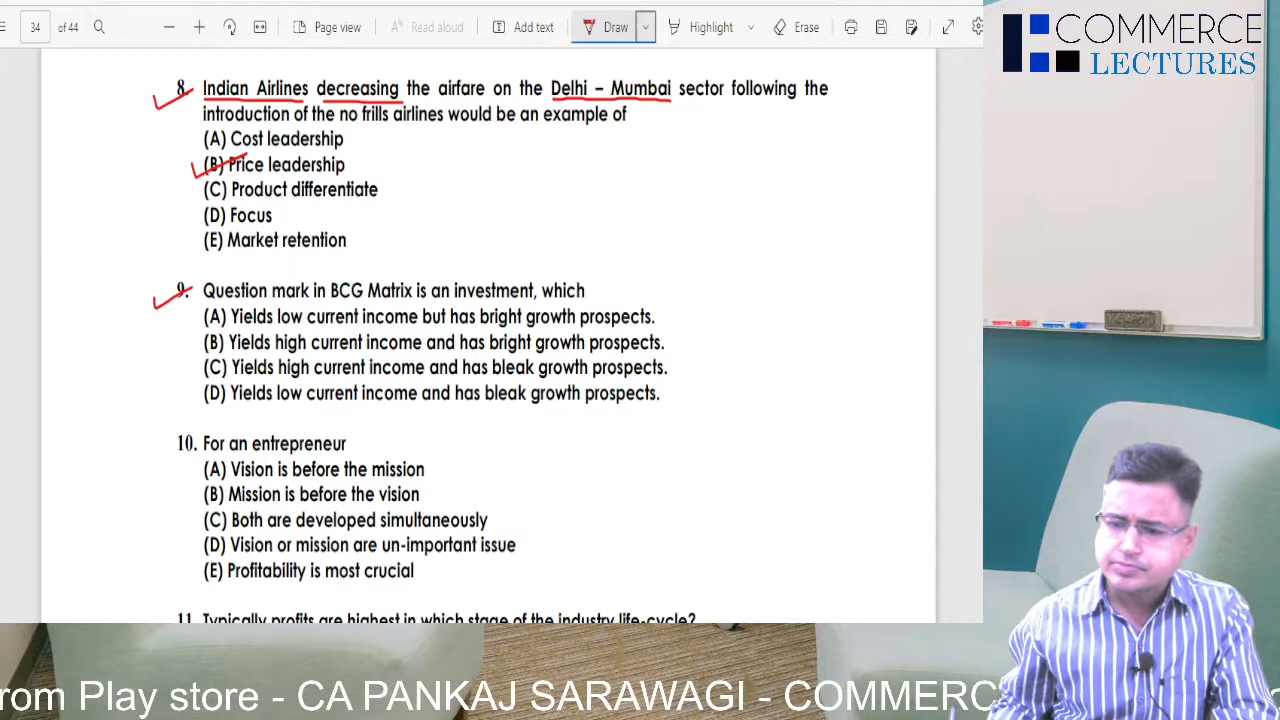 34 of 44 Page view Read aloud Add text Draw Highlight Erase
COMMERCE
LECTURES
8. Indian Airlines decreasing the airfare on the Delhi – Mumbai sector following the
introduction of the no frills airlines would be an example of
(A) Cost leadership
(B) Price leadership
(C) Product differentiate
(D) Focus
(E) Market retention
9. Question mark in BCG Matrix is an investment, which
(A) Yields low current income but has bright growth prospects.
(B) Yields high current income and has bright growth prospects.
(C) Yields high current income and has bleak growth prospects.
(D) Yields low current income and has bleak growth prospects.
10. For an entrepreneur
(A) Vision is before the mission
(B) Mission is before the vision
(C) Both are developed simultaneously
(D) Vision or mission are un-important issue
(E) Profitability is most crucial
11. Typically profits are highest in which stage of the industry life-cycle?
rom Play store - CA PANKAJ SARAWAGI - COMMERC